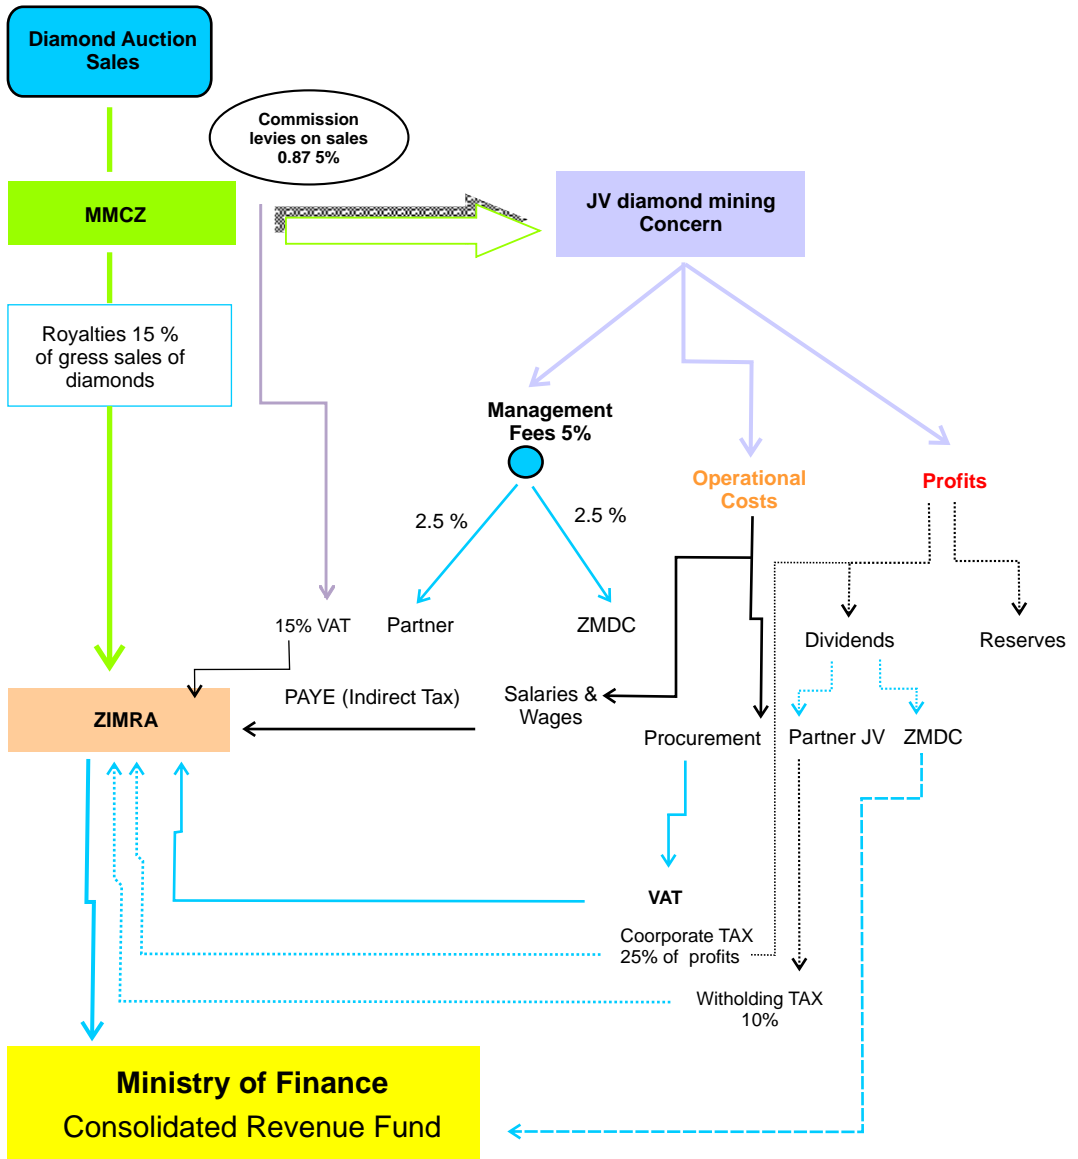 Diamond Auction
Sales
Commission
levies on sales
0.87 5%
MMCZ
JV diamond mining
Concern
Royalties 15 %
of gress sales of
diamonds
Management
Fees 5%
Operational
Costs
Profits
2.5 %
2.5 %
15% VAT
Partner
ZMDC
Dividends
Reserves
ZIMRA
PAYE (Indirect Tax)
Salaries &
Wages
Procurement
Partner JV
ZMDC
VAT
Coorporate TAX
25% of profits
Witholding TAX
10%
Ministry of Finance
Consolidated Revenue Fund